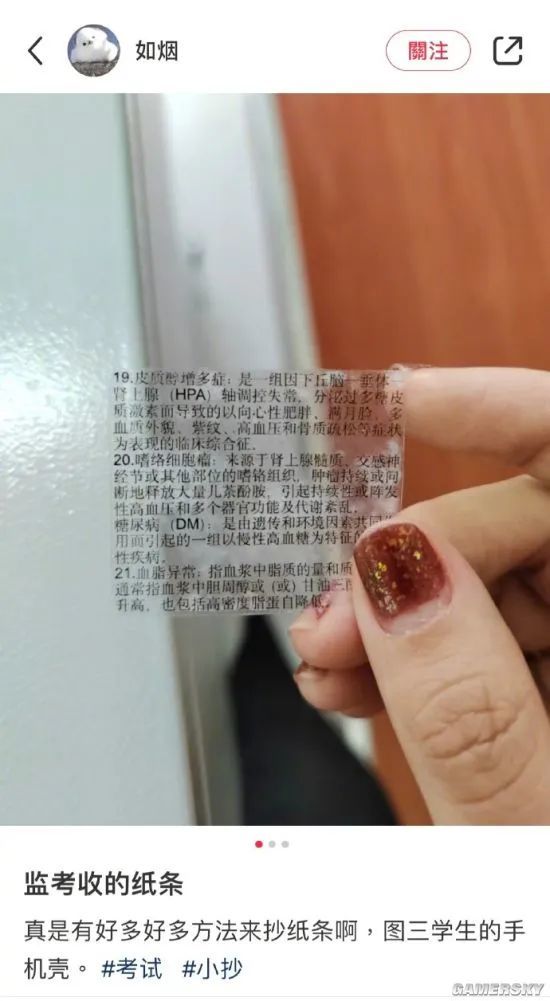 如烟
關注
19.皮质醇增多症：是一组因下丘脑—垂体—
肾上腺（HPA）轴调控失常，分泌过多糖皮
质激素而导致的以向心性肥胖、满月脸、多
血质外貌、紫纹、高血压和骨质疏松等症状
为表现的临床综合征.
20.嗜络细胞瘤：来源于肾上腺髓质、交感神
经节或其他部位的嗜铬组织，肿瘤持续或间
断地释放大量儿茶酚胺，引起持续性或阵发
性高血压和多个器官功能及代谢紊乱。
糖尿病（DM）：是由遗传和环境因素共同
用而引起的一组以慢性高血糖为特征的
性疾病.
21.血脂异常：指血浆中脂质的量和质
通常指血浆中胆固醇或（或）甘油三
升高，也包括高密度脂蛋白降低。
监考收的纸条
真是有好多好多方法来抄纸条啊，图三学生的手
机壳。 #考试 #小抄
GAMERSKY